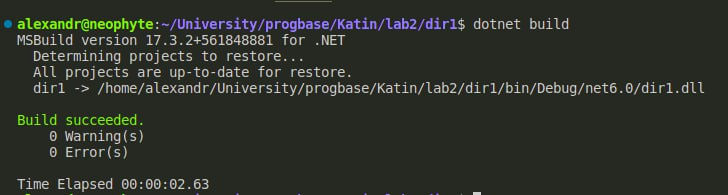 alexandr@neophyte:~/University/progbase/Katin/lab2/dir1$ dotnet build
MSBuild version 17.3.2+561848881 for .NET
Determining projects to restore...
All projects are up-to-date for restore.
dir1 -> /home/alexandr/University/progbase/Katin/lab2/dir1/bin/Debug/net6.0/dir1.dll
Build succeeded.
0 Warning(s)
0 Error(s)
Time Elapsed 00:00:02.63